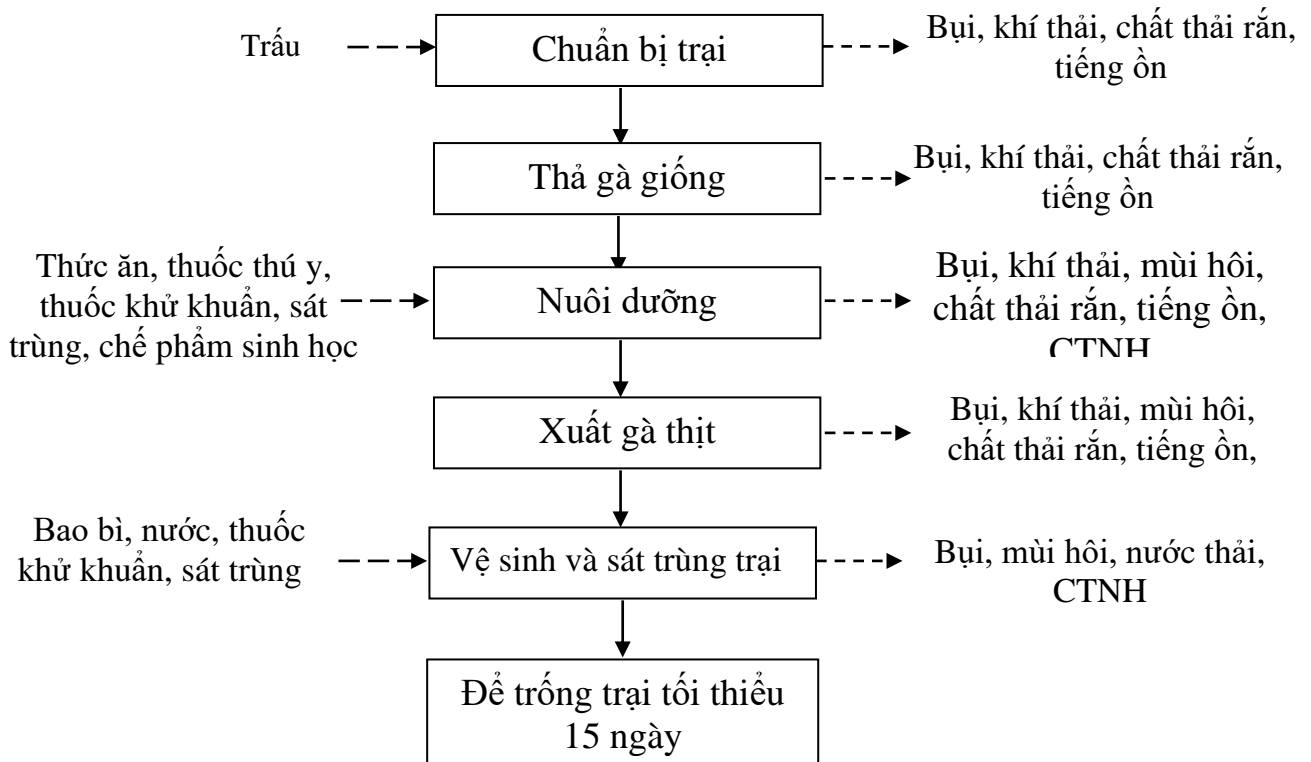 Trấu
Chuẩn bị trại
Bụi, khí thải, chất thải rắn,
tiếng ồn
Thả gà giống
Bụi, khí thải, chất thải rắn,
tiếng ồn
Thức ăn, thuốc thú y,
thuốc khử khuẩn, sát
trùng, chế phẩm sinh học
Nuôi dưỡng
Bụi, khí thải, mùi hôi,
chất thải rắn, tiếng ồn,
CTNH
Xuất gà thịt
Bụi, khí thải, mùi hôi,
chất thải rắn, tiếng ồn,
Bao bì, nước, thuốc
khử khuẩn, sát trùng
Vệ sinh và sát trùng trại
Bụi, mùi hôi, nước thải,
CTNH
Để trống trại tối thiểu
15 ngày